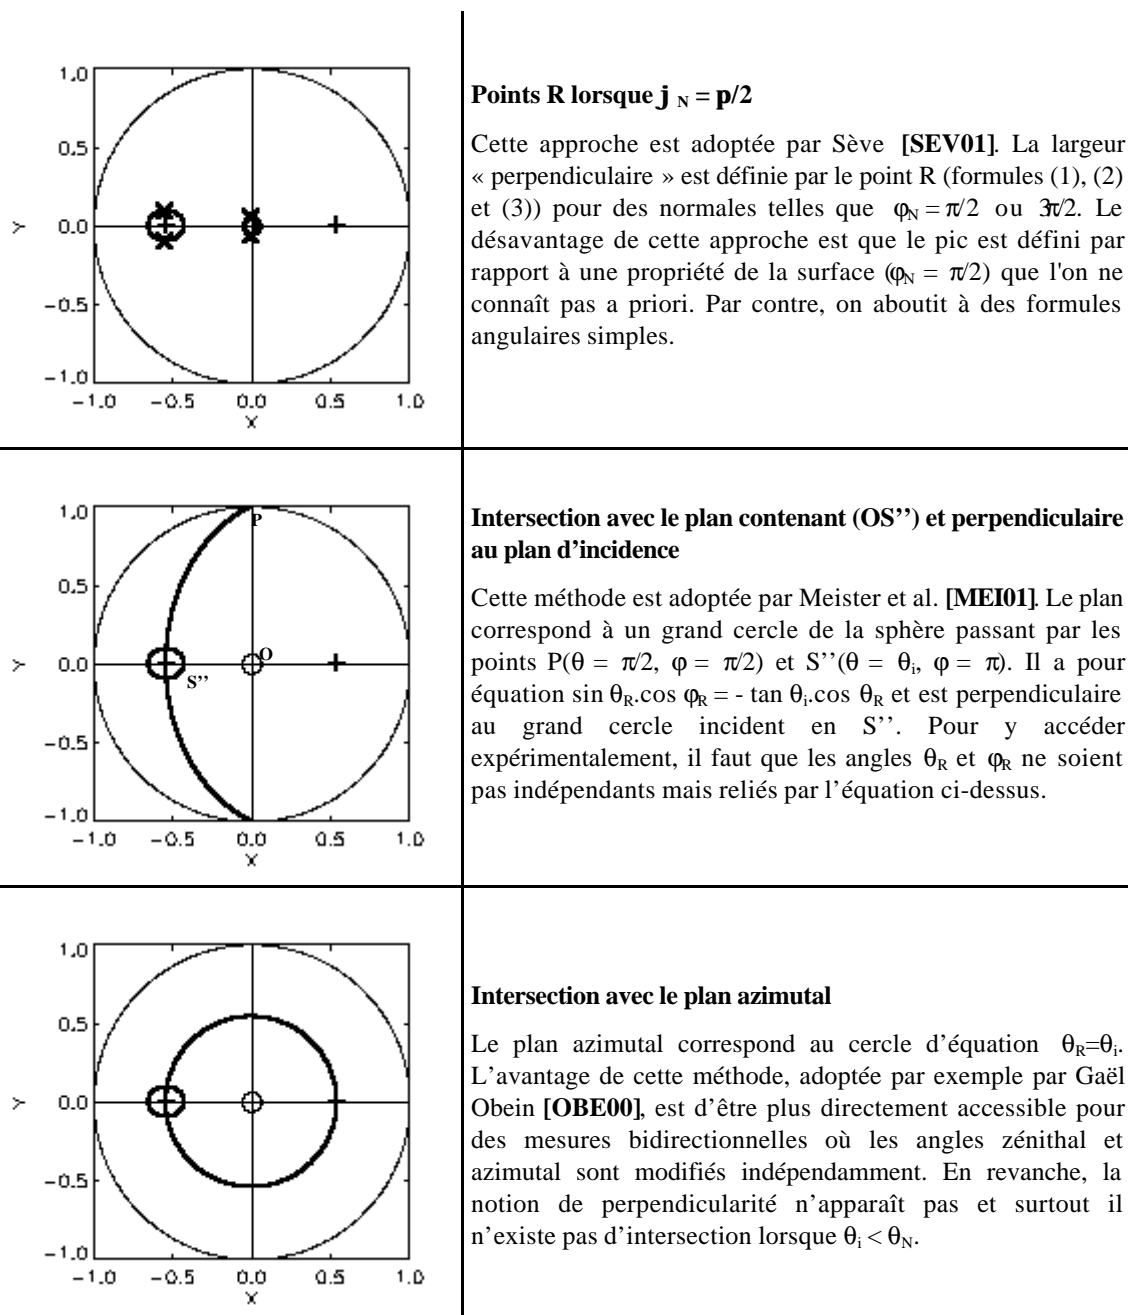 1.0
0.5
0.0
−0.5
−1.0
−1.0 −0.5 0.0 0.5 1.0
X
Y
Points R lorsque j N = p/2
Cette approche est adoptée par Sève [SEV01]. La largeur
« perpendiculaire » est définie par le point R (formules (1), (2)
et (3)) pour des normales telles que φN = π/2 ou 3π/2. Le
désavantage de cette approche est que le pic est défini par
rapport à une propriété de la surface (φN = π/2) que l'on ne
connaît pas a priori. Par contre, on aboutit à des formules
angulaires simples.
1.0
0.5
0.0
−0.5
−1.0
−1.0 −0.5 0.0 0.5 1.0
X
Y
P
O
S’’
Intersection avec le plan contenant (OS’’) et perpendiculaire
au plan d’incidence
Cette méthode est adoptée par Meister et al. [MEI01]. Le plan
correspond à un grand cercle de la sphère passant par les
points P(θ = π/2, φ = π/2) et S’’(θ = θi, φ = π). Il a pour
équation sin θR.cos φR = - tan θi.cos θR et est perpendiculaire
au grand cercle incident en S’’. Pour y accéder
expérimentalement, il faut que les angles θR et φR ne soient
pas indépendants mais reliés par l’équation ci-dessus.
1.0
0.5
0.0
−0.5
−1.0
−1.0 −0.5 0.0 0.5 1.0
X
Y
Intersection avec le plan azimutal
Le plan azimutal correspond au cercle d’équation θR=θi.
L’avantage de cette méthode, adoptée par exemple par Gaël
Obein [OBE00], est d’être plus directement accessible pour
des mesures bidirectionnelles où les angles zénithal et
azimutal sont modifiés indépendamment. En revanche, la
notion de perpendicularité n’apparaît pas et surtout il
n’existe pas d’intersection lorsque θi < θN.